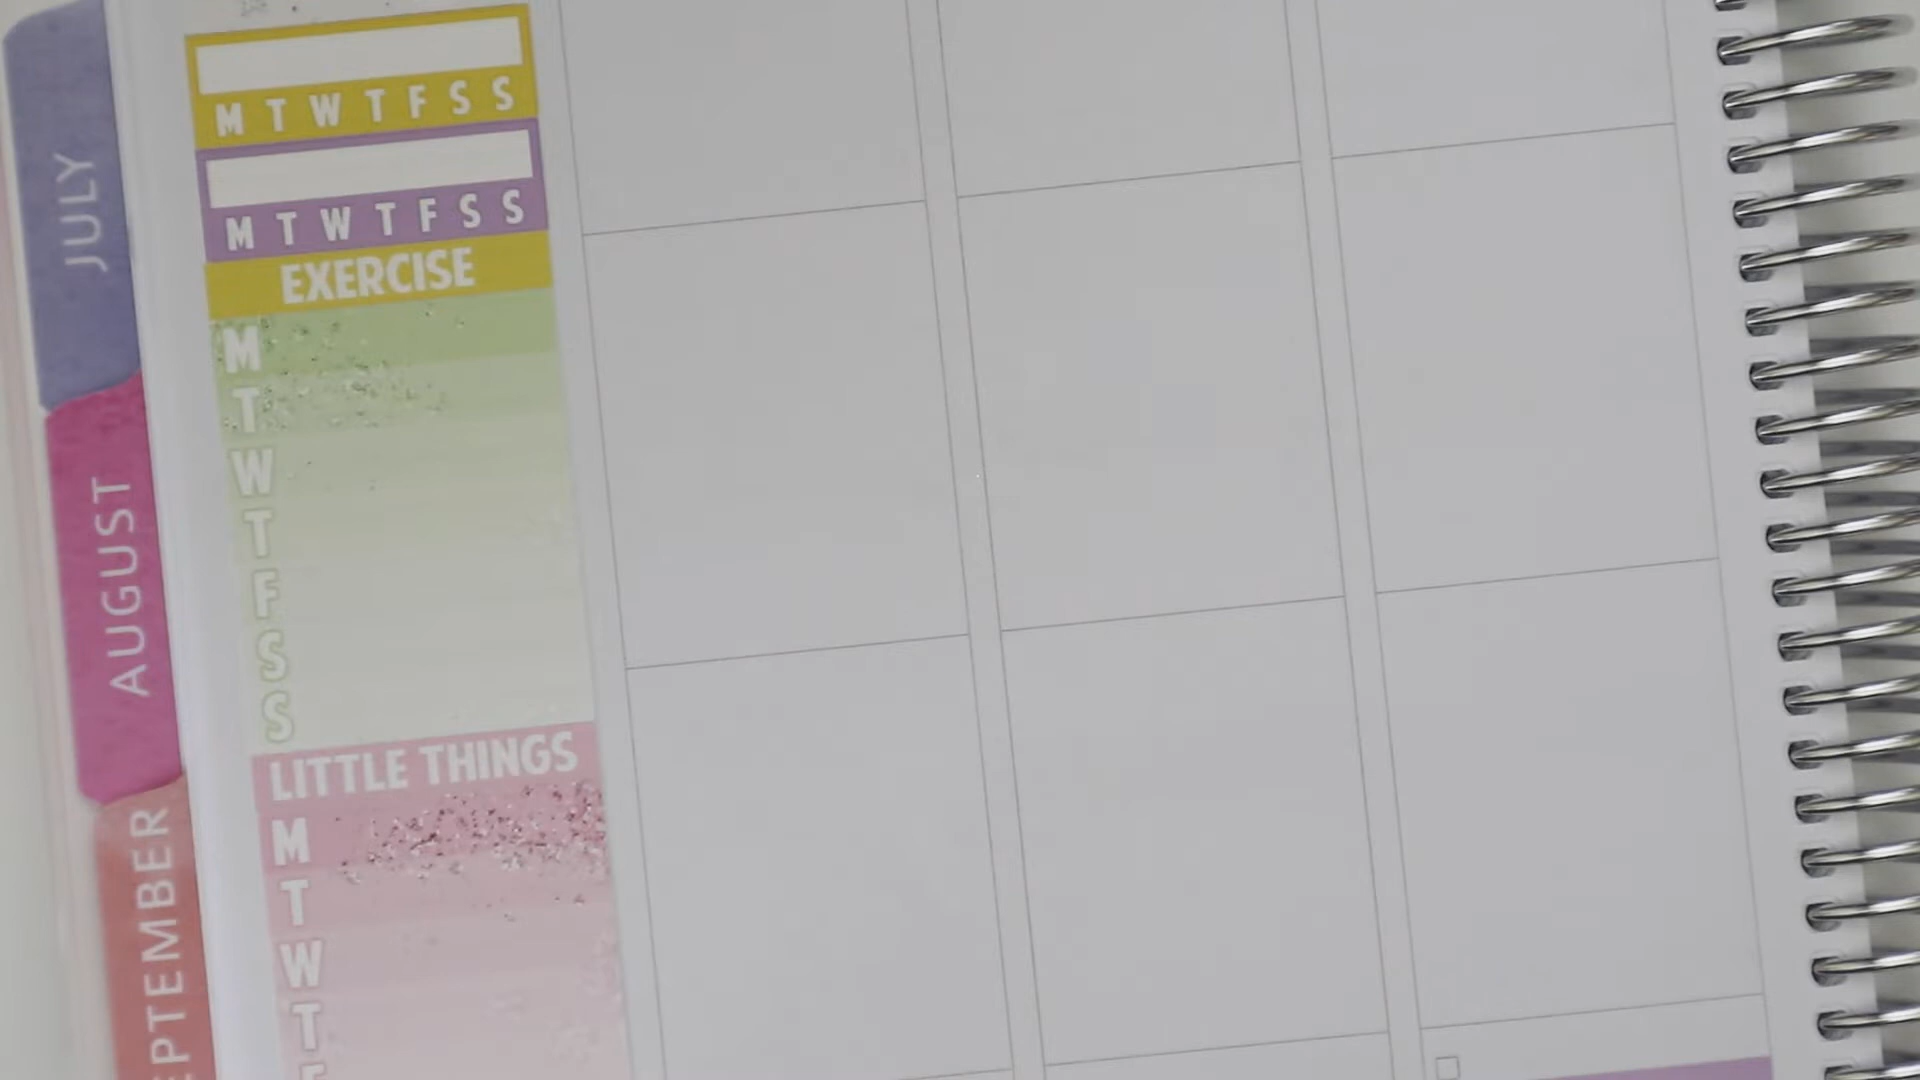 JULY
AUGUST
EPTEMBER
M T W T F S S
M T W T F S S
EXERCISE
M
T
W
T
F
S
S
LITTLE THINGS
M
T
W
T
F